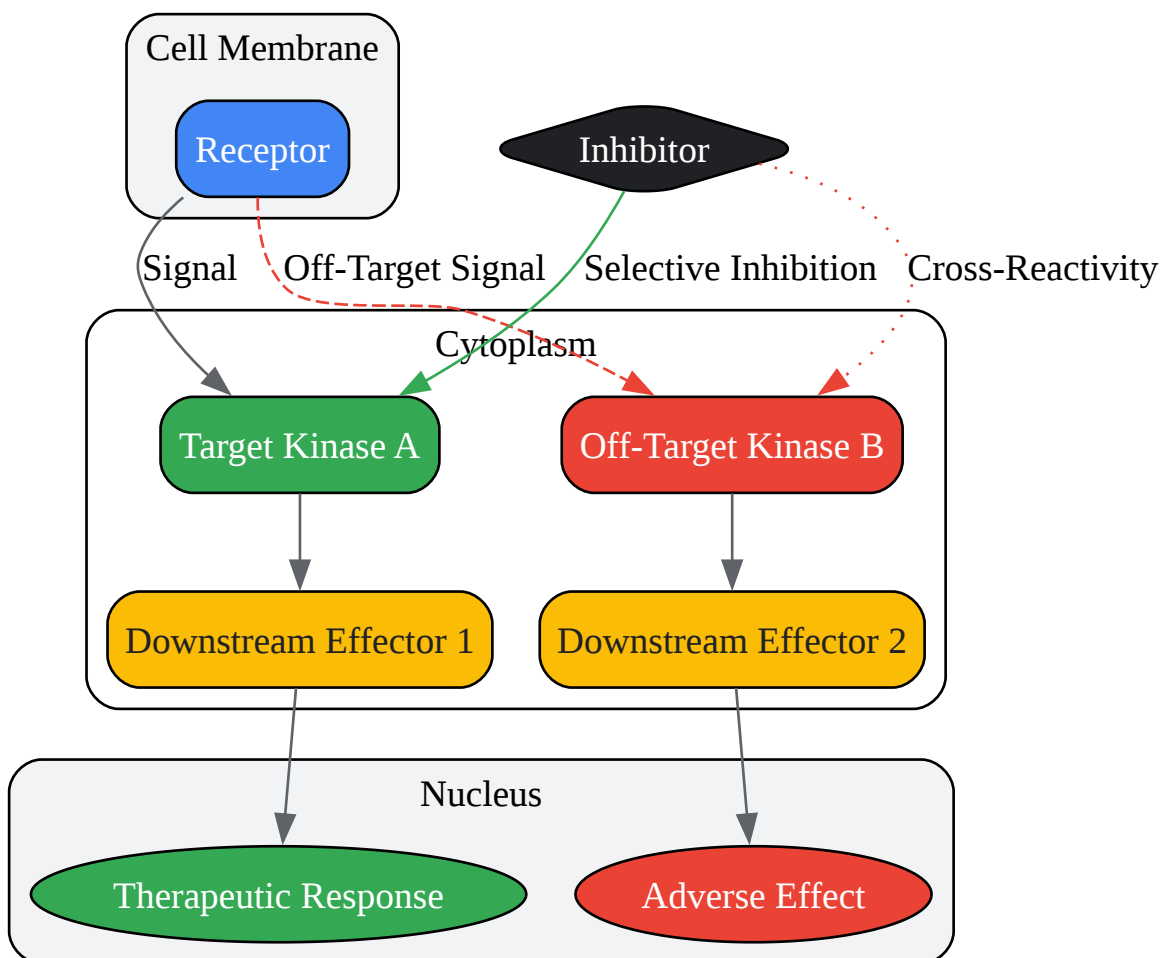 Cell Membrane
Receptor
Inhibitor
Signal
Off-Target Signal
Selective Inhibition
Cross-Reactivity
Cytoplasm
Target Kinase A
Off-Target Kinase B
Downstream Effector 1
Downstream Effector 2
Nucleus
Therapeutic Response
Adverse Effect